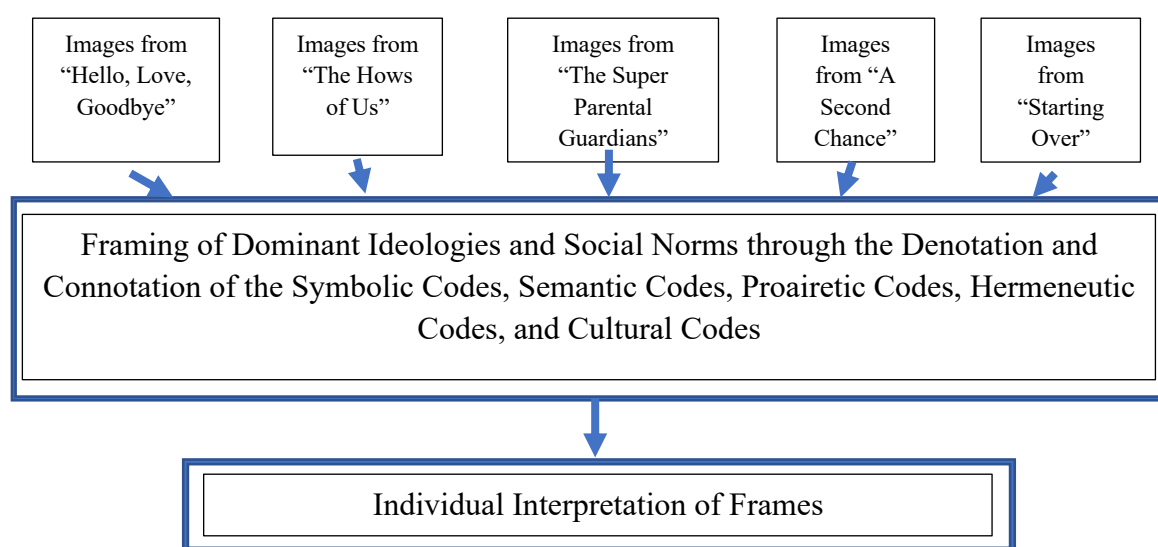 Images from
“Hello, Love,
Goodbye”
Images from
“The Hows
of Us”
Images from
“The Super
Parental
Guardians”
Images
from “A
Second
Chance”
Images
from
“Starting
Over”
Framing of Dominant Ideologies and Social Norms through the Denotation and
Connotation of the Symbolic Codes, Semantic Codes, Proairetic Codes, Hermeneutic
Codes, and Cultural Codes
Individual Interpretation of Frames